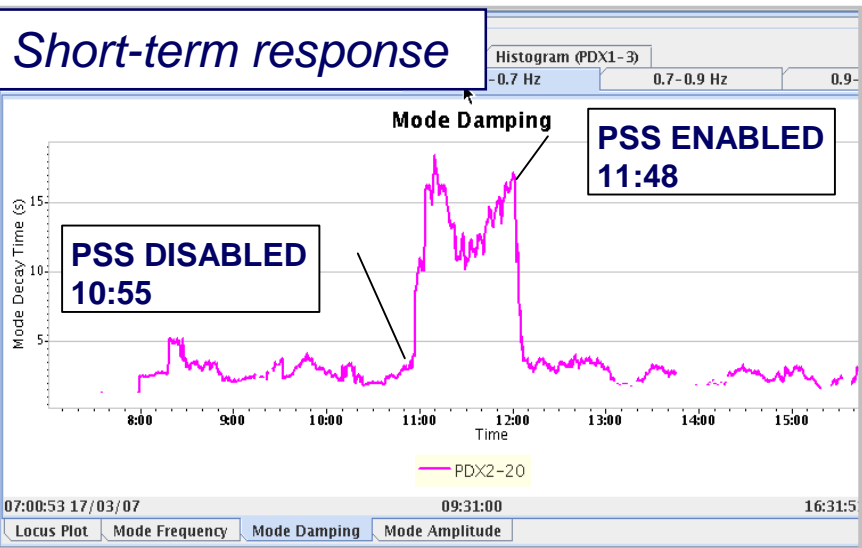 Short-term response
Histogram (PDX1-3)
-0.7 Hz
0.7-0.9 Hz
0.9-
Mode Damping
PSS ENABLED
11:48
PSS DISABLED
10:55
Mode Decay Time (s)
15
10
5
8:00 9:00 10:00 11:00 12:00 13:00 14:00 15:00
Time
PDX2-20
07:00:53 17/03/07 09:31:00 16:31:5
Locus Plot Mode Frequency Mode Damping Mode Amplitude